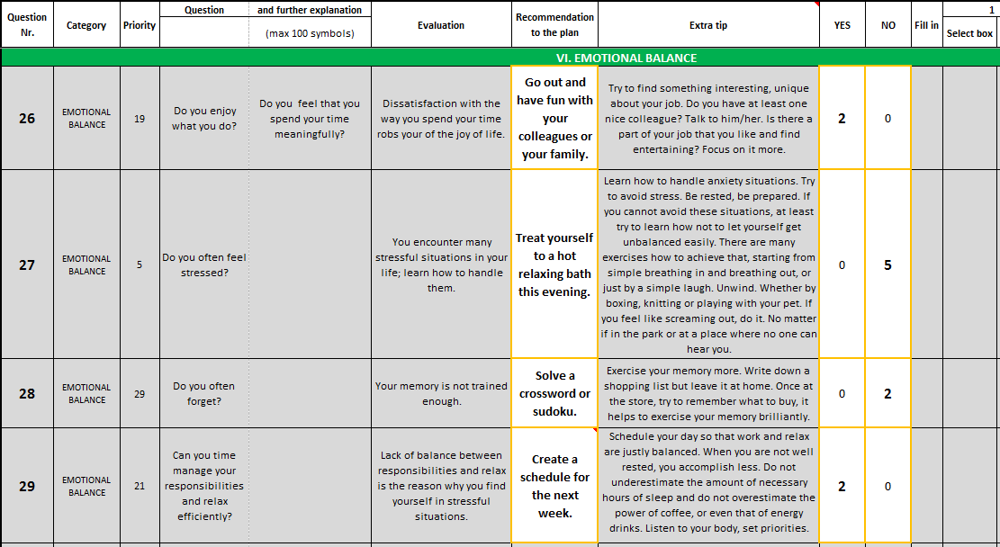 Question
Nr.
Category
Priority
Question
and further explanation
(max 100 symbols)
Evaluation
Recommendation
to the plan
Extra tip
YES
NO
Fill in
1
Select box
VI. EMOTIONAL BALANCE
26
EMOTIONAL
BALANCE
19
Do you enjoy
what you do?
Do you feel that you
spend your time
meaningfully?
Dissatisfaction with the
way you spend your time
robs your of the joy of life.
Go out and
have fun with
your
colleagues or
your family.
Try to find something interesting, unique
about your job. Do you have at least one
nice colleague? Talk to him/her. Is there a
part of your job that you like and find
entertaining? Focus on it more.
2
0
27
EMOTIONAL
BALANCE
5
Do you often feel
stressed?
You encounter many
stressful situations in your
life; learn how to handle
them.
Treat yourself
to a hot
relaxing bath
this evening.
Learn how to handle anxiety situations. Try
to avoid stress. Be rested, be prepared. If
you cannot avoid these situations, at least
try to learn how not to let yourself get
unbalanced easily. There are many
exercises how to achieve that, starting from
simple breathing in and breathing out, or
just by a simple laugh. Unwind. Whether by
boxing, knitting or playing with your pet. If
you feel like screaming out, do it. No matter
if in the park or at a place where no one can
hear you.
0
5
28
EMOTIONAL
BALANCE
29
Do you often
forget?
Your memory is not trained
enough.
Solve a
crossword or
sudoku.
Exercise your memory more. Write down a
shopping list but leave it at home. Once at
the store, try to remember what to buy, it
helps to exercise your memory brilliantly.
0
2
29
EMOTIONAL
BALANCE
21
Can you time
manage your
responsibilities
and relax
efficiently?
Lack of balance between
responsibilities and relax
is the reason why you find
yourself in stressful
situations.
Create a
schedule for
the next
week.
Schedule your day so that work and relax
are justly balanced. When you are not well
rested, you accomplish less. Do not
underestimate the amount of necessary
hours of sleep and do not overestimate the
power of coffee, or even that of energy
drinks. Listen to your body, set priorities.
2
0